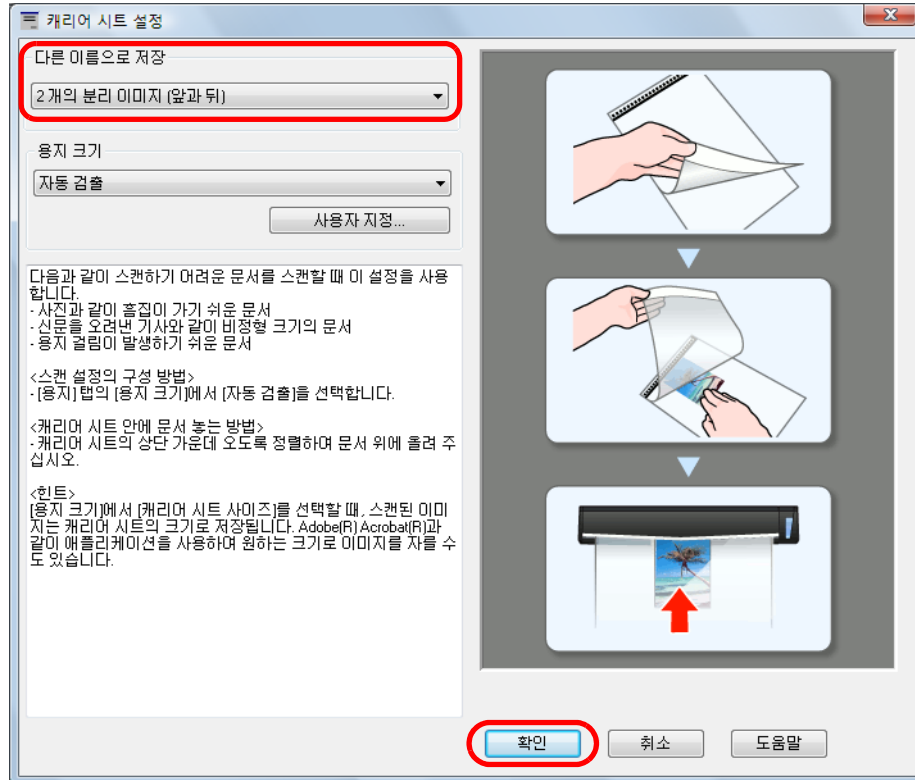 캐리어 시트 설정
다른 이름으로 저장
2 개의 분리 이미지 (앞과 뒤)
용지 크기
자동 검출
사용자 지정...
다음과 같이 스캔하기 어려운 문서를 스캔할 때 이 설정을 사용
합니다.
- 사진과 같이 흠집이 가기 쉬운 문서
- 신문을 오려낸 기사와 같이 비정형 크기의 문서
- 용지 걸림이 발생하기 쉬운 문서
<스캔 설정의 구성 방법>
- [용지] 탭의 [용지 크기]에서 [자동 검출]을 선택합니다.
<캐리어 시트 안에 문서 놓는 방법>
- 캐리어 시트의 상단 가운데 오도록 정렬하여 문서 위에 올려 주
십시오.
<힌트>
[용지 크기]에서 [캐리어 시트 사이즈]를 선택할 때, 스캔된 이미
지는 캐리어 시트의 크기로 저장됩니다. Adobe(R) Acrobat(R)과
같이 애플리케이션을 사용하여 원하는 크기로 이미지를 자를 수
도 있습니다.
확인
취소
도움말